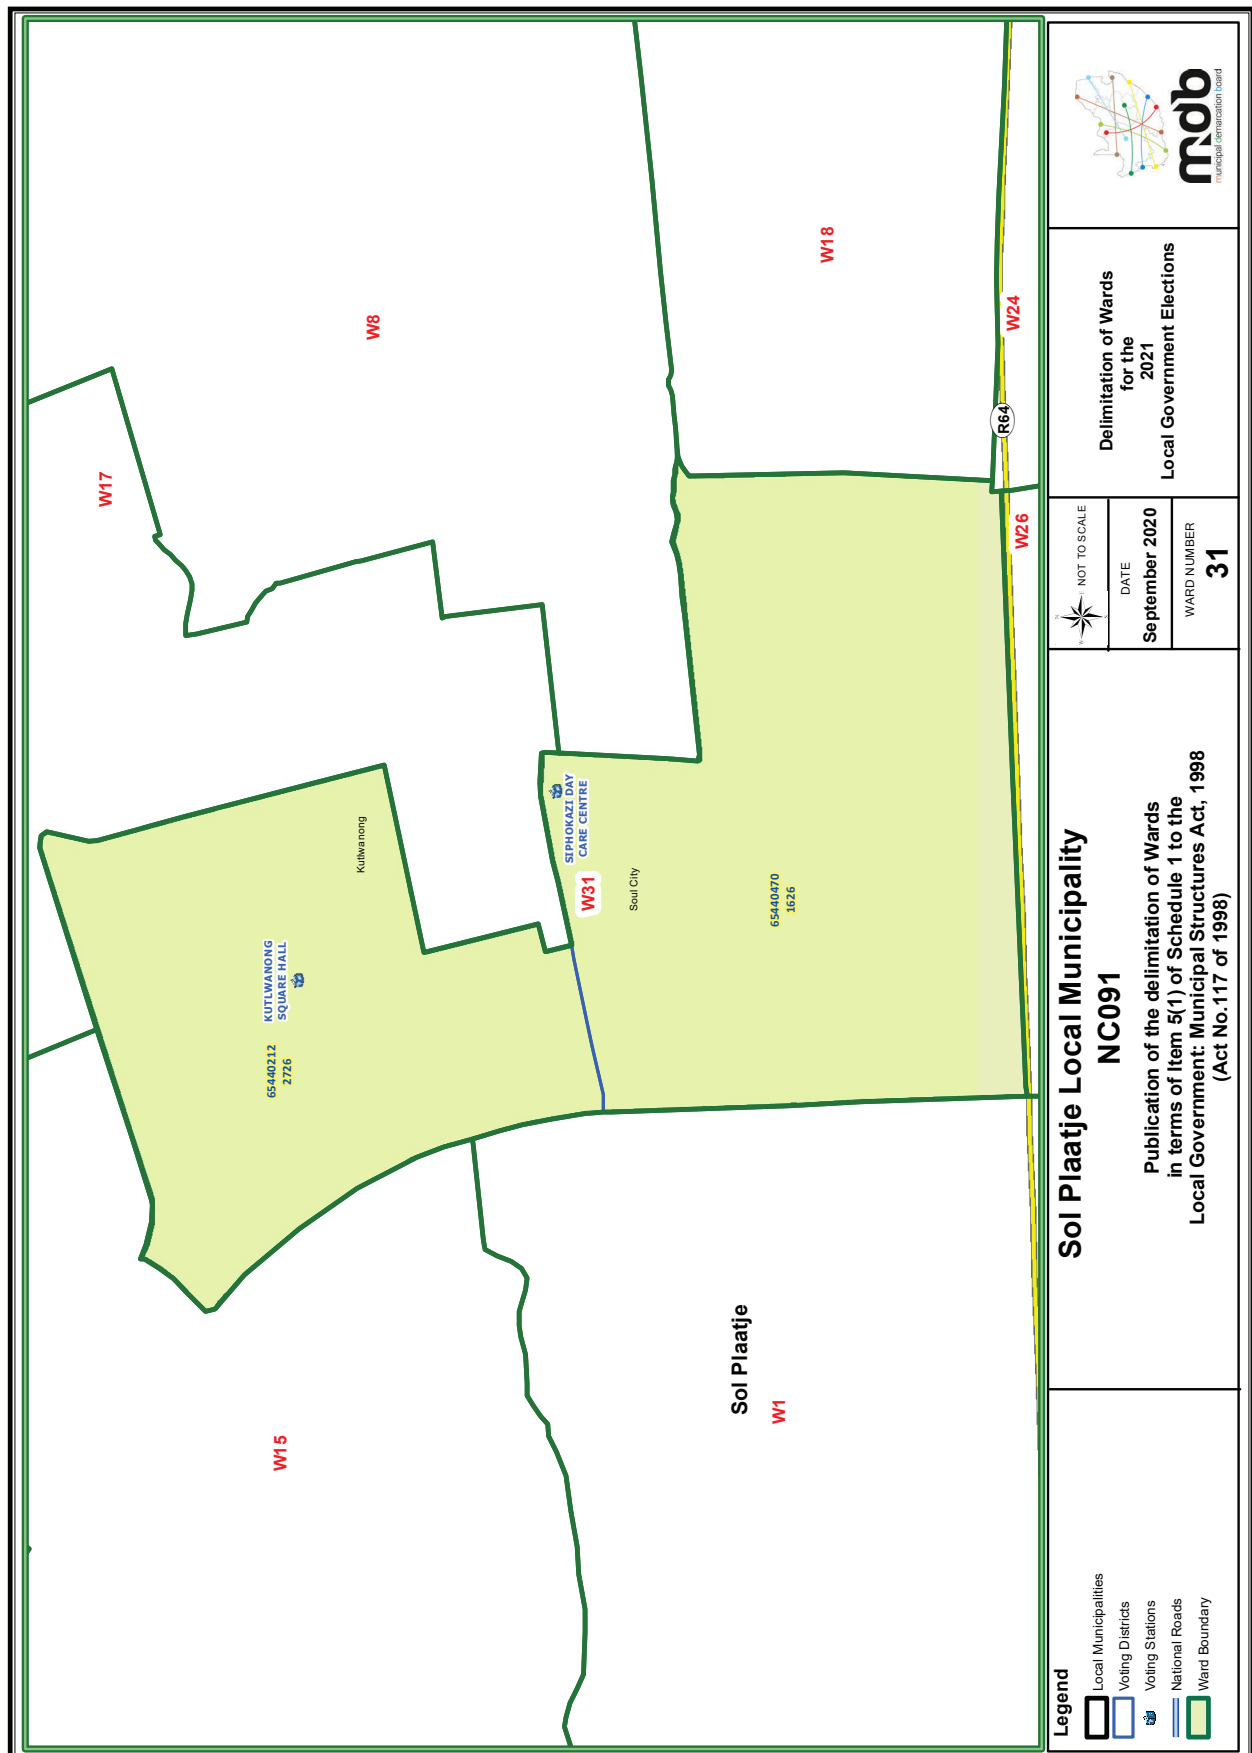 W15
W17
W8
KUTLWANONG
SQUARE HALL
65440212
2726
Kutlwanong
SIPHOKAZI DAY
CARE CENTRE
W31
Soul City
65440470
1626
Sol Plaatje
W1
W18
W24
R64
W26
Legend
Local Municipalities
Voting Districts
Voting Stations
National Roads
Ward Boundary
Sol Plaatje Local Municipality
NC091
Publication of the delimitation of Wards
in terms of Item 5(1) of Schedule 1 to the
Local Government: Municipal Structures Act, 1998
(Act No.117 of 1998)
N
W
E
S
NOT TO SCALE
DATE
September 2020
WARD NUMBER
31
Delimitation of Wards
for the
2021
Local Government Elections
mdb
municipal demarcation board